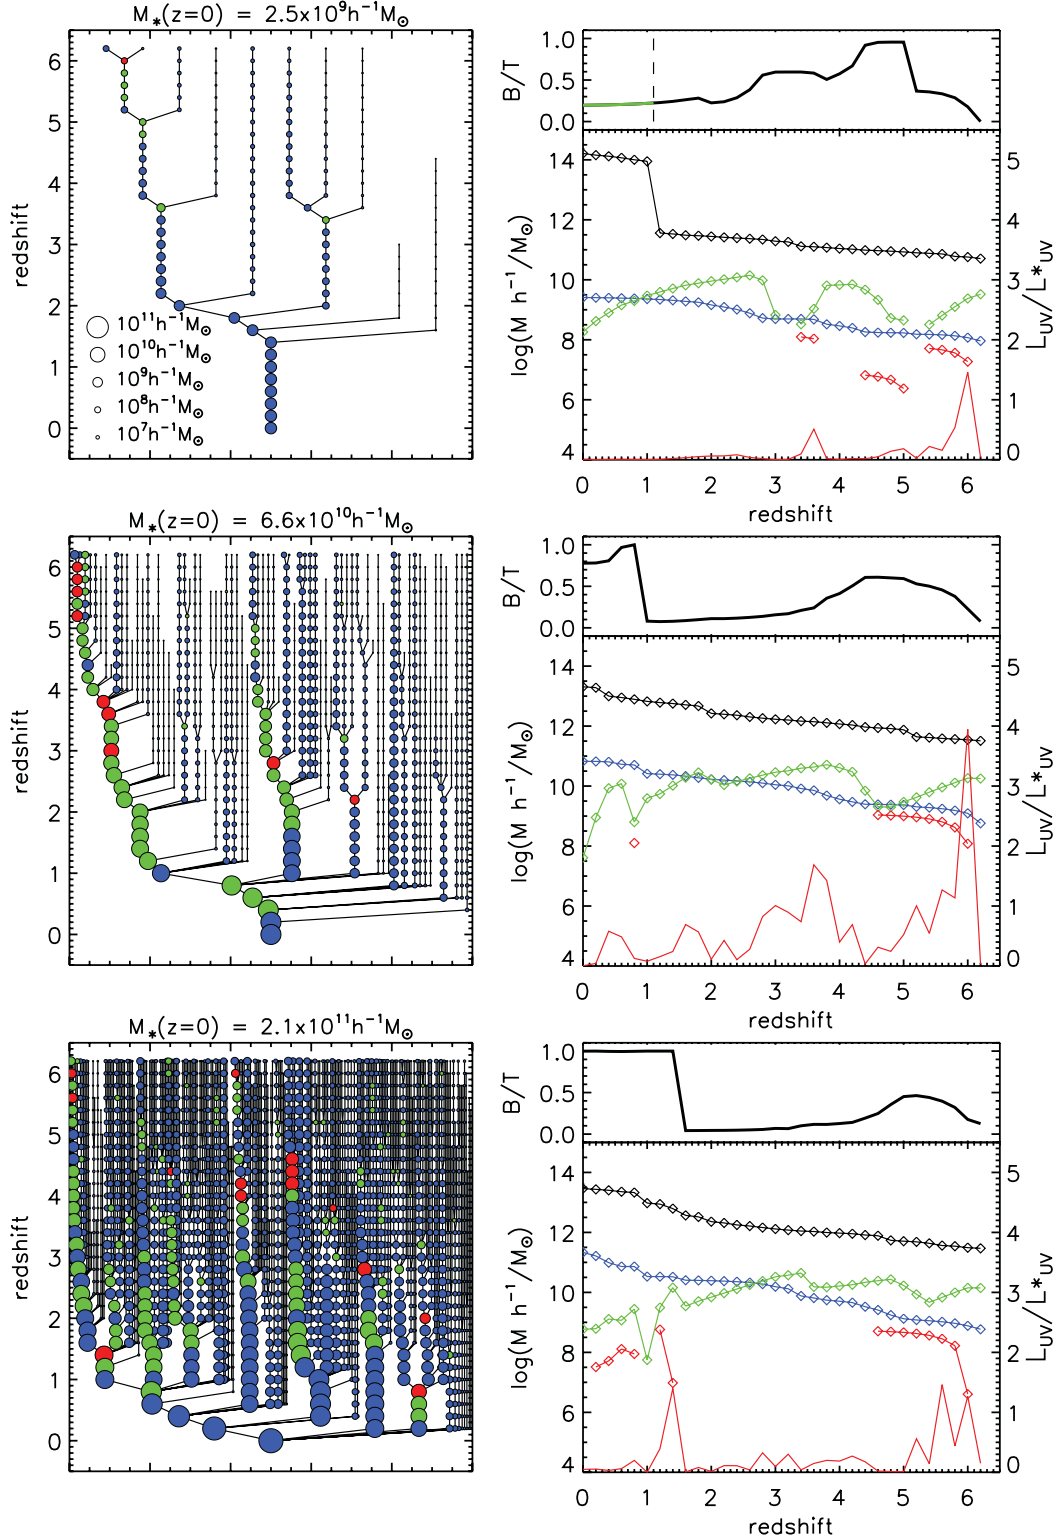 M*(z=0) = 2.5x10⁹h⁻¹M⊙
redshift
6
5
4
3
2
1
0
10¹¹h⁻¹M⊙
10¹⁰h⁻¹M⊙
10⁹h⁻¹M⊙
10⁸h⁻¹M⊙
10⁷h⁻¹M⊙
B/T
1.0
0.5
0.0
log(M h⁻¹/M⊙)
14
12
10
8
6
4
5
4
3
2
1
0
L_UV/L*_UV
0 1 2 3 4 5 6
redshift
M*(z=0) = 6.6x10¹⁰h⁻¹M⊙
redshift
6
5
4
3
2
1
0
B/T
1.0
0.5
0.0
log(M h⁻¹/M⊙)
14
12
10
8
6
4
5
4
3
2
1
0
L_UV/L*_UV
0 1 2 3 4 5 6
redshift
M*(z=0) = 2.1x10¹¹h⁻¹M⊙
redshift
6
5
4
3
2
1
0
B/T
1.0
0.5
0.0
log(M h⁻¹/M⊙)
14
12
10
8
6
4
5
4
3
2
1
0
L_UV/L*_UV
0 1 2 3 4 5 6
redshift